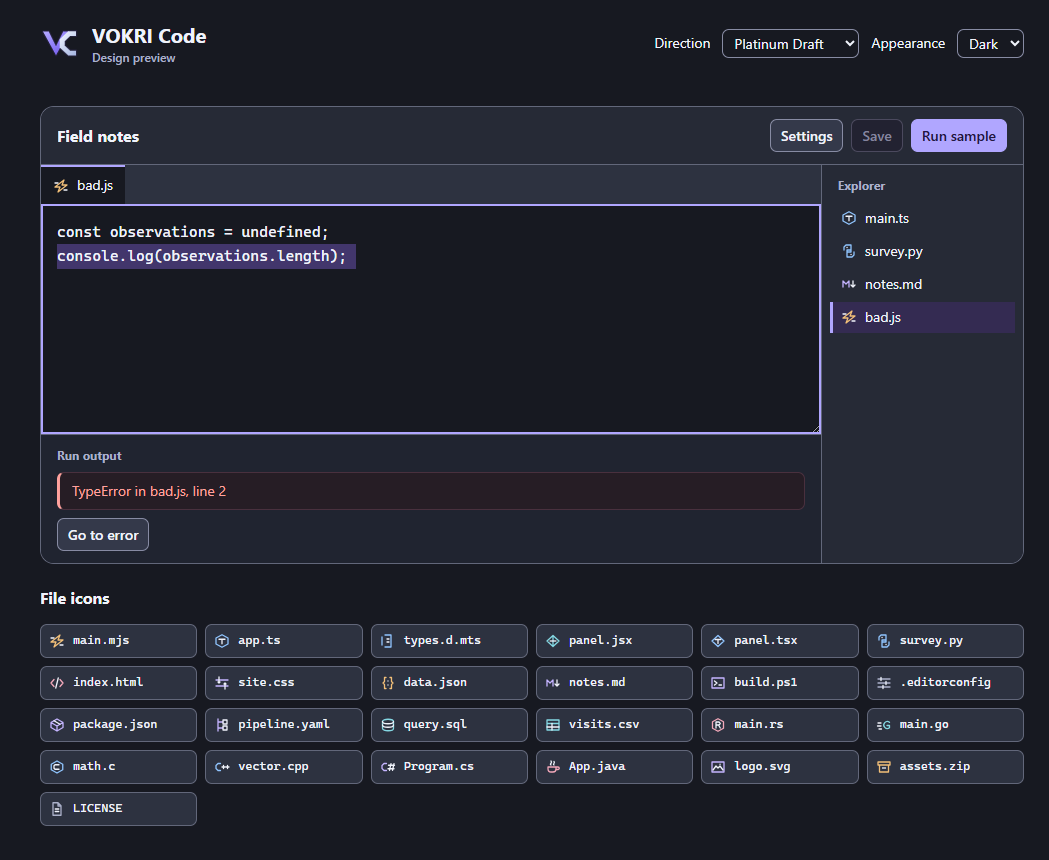 VOKRI Code
Design preview
Direction
Platinum Draft
Appearance
Dark
Field notes
Settings
Save
Run sample
bad.js
const observations = undefined;
console.log(observations.length);
Run output
TypeError in bad.js, line 2
Go to error
Explorer
main.ts
survey.py
notes.md
bad.js
File icons
main.mjs
app.ts
types.d.mts
panel.jsx
panel.tsx
survey.py
index.html
site.css
data.json
notes.md
build.ps1
.editorconfig
package.json
pipeline.yaml
query.sql
visits.csv
main.rs
main.go
math.c
vector.cpp
Program.cs
App.java
logo.svg
assets.zip
LICENSE